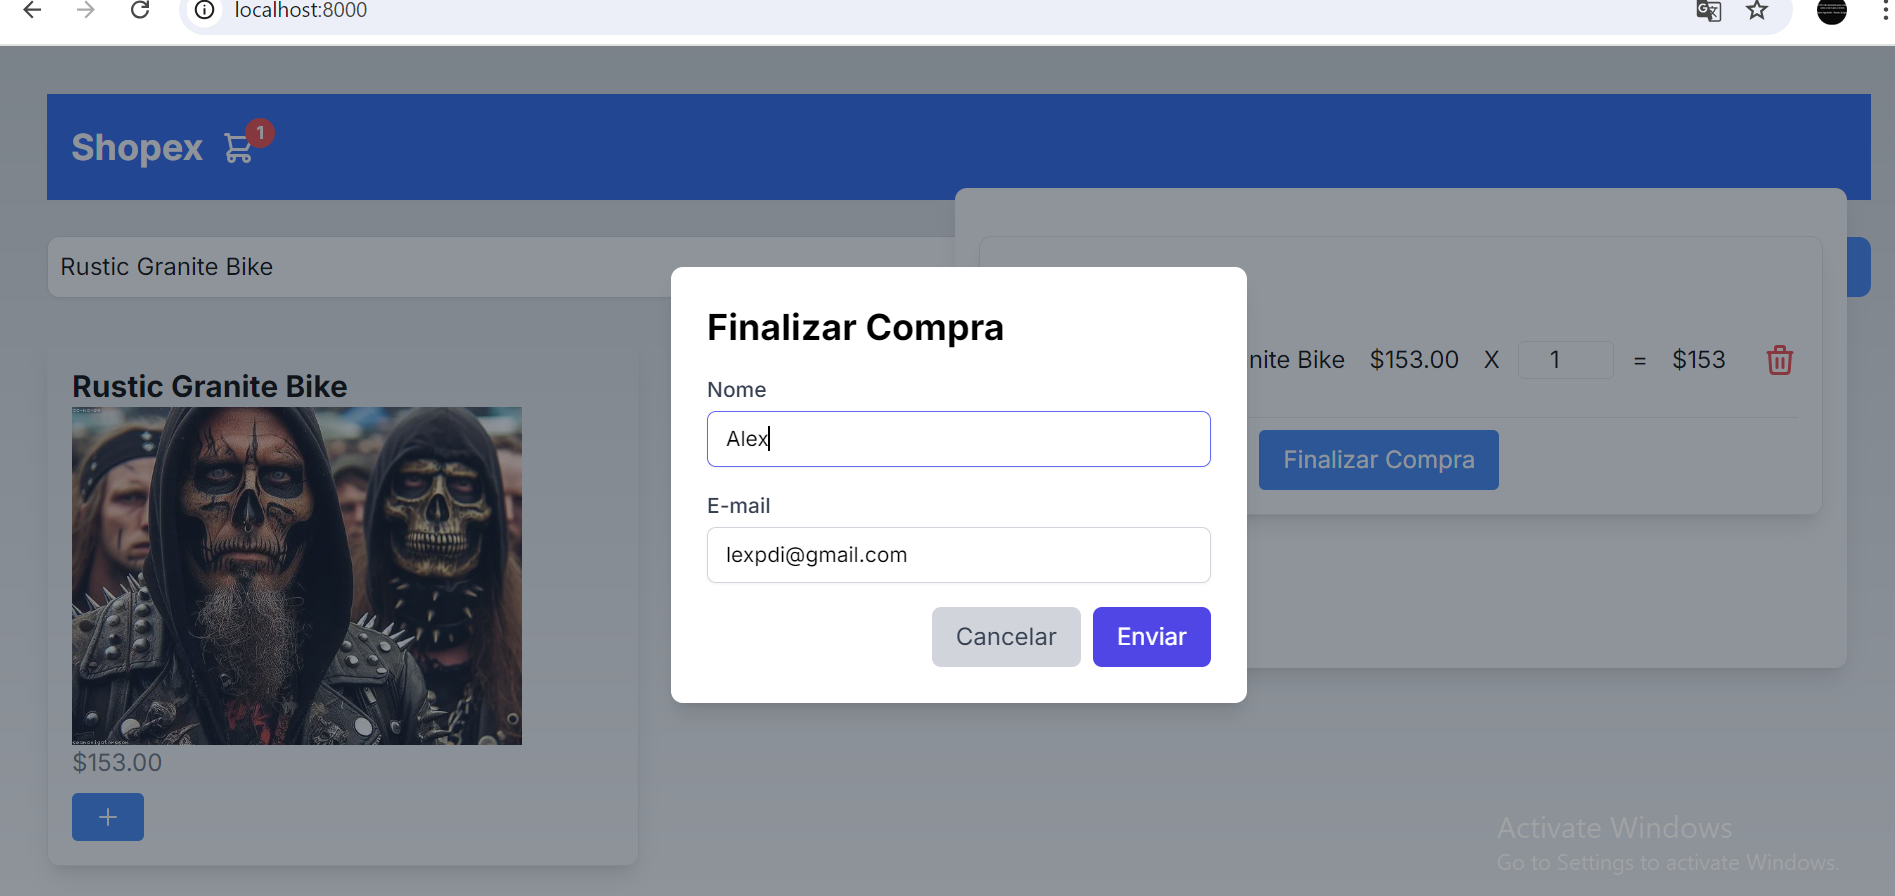 localhost:8000
Shopex 1
Rustic Granite Bike
Finalizar Compra
Nome
Alex
E-mail
lexpdi@gmail.com
Cancelar Enviar
nite Bike $153.00 X 1 = $153
Finalizar Compra
Rustic Granite Bike
$153.00
+
Activate Windows
Go to Settings to activate Windows.